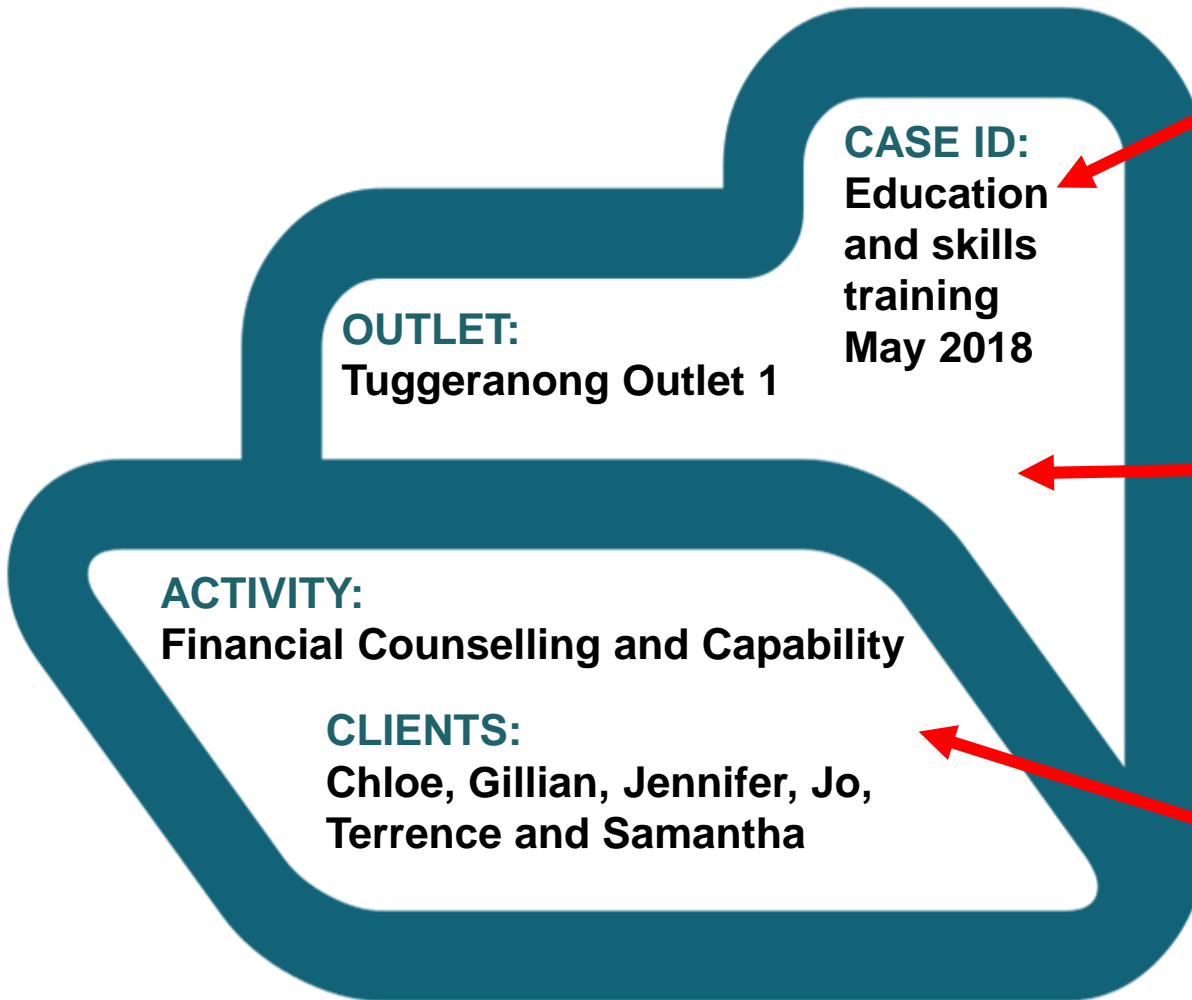 CASE ID:
Education
and skills
training
May 2018
OUTLET:
Tuggeranong Outlet 1
ACTIVITY:
Financial Counselling and Capability
CLIENTS:
Chloe, Gillian, Jennifer, Jo,
Terrence and Samantha